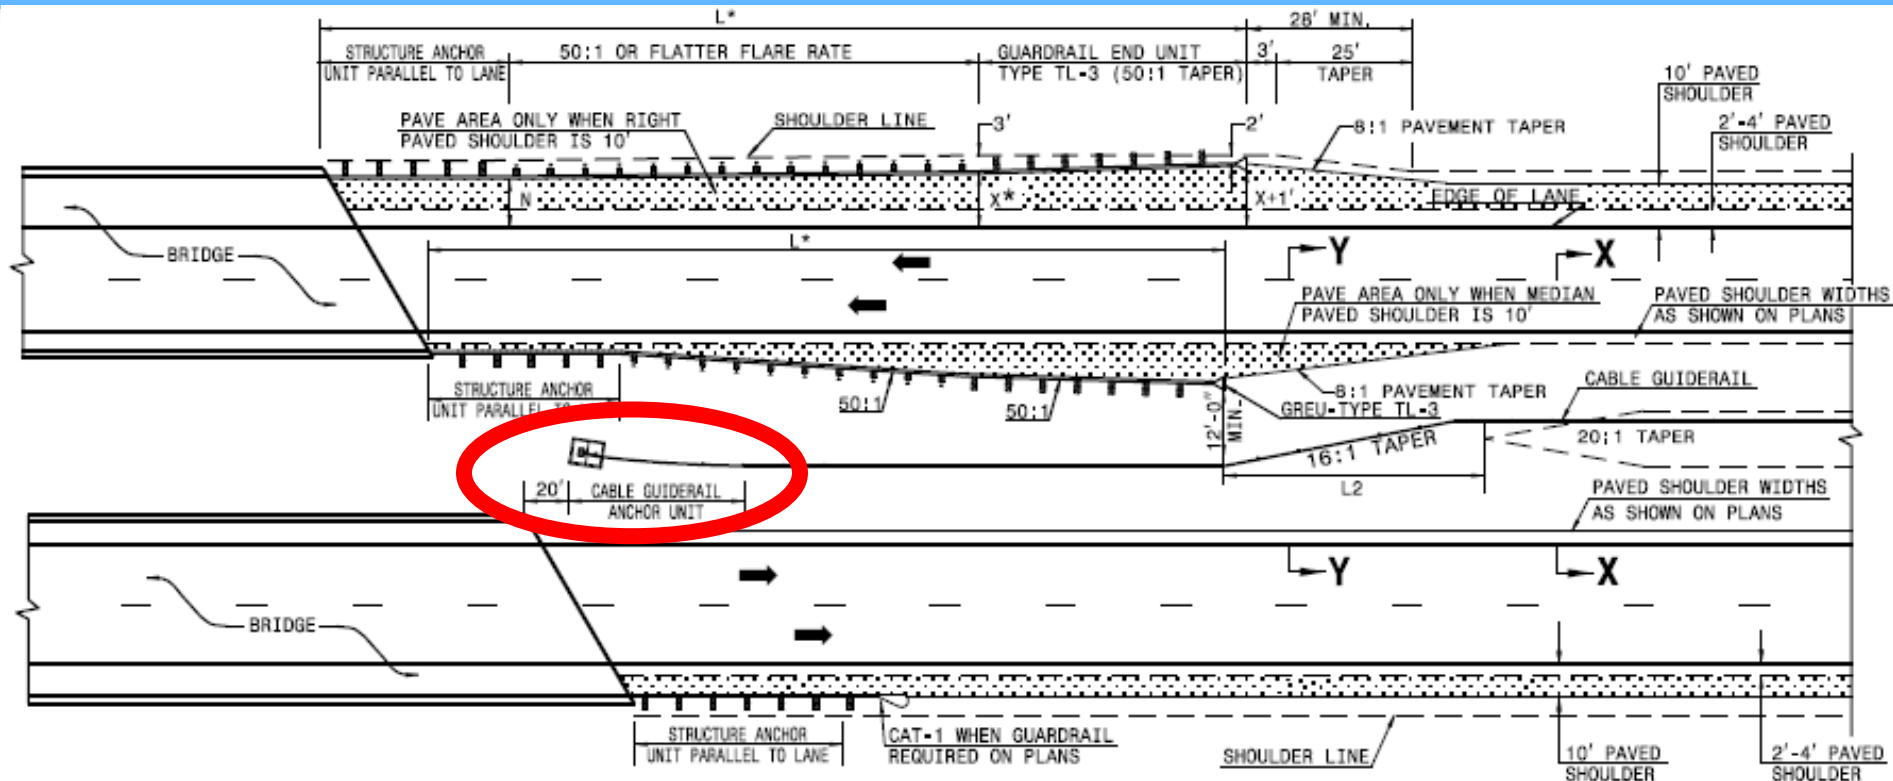 L*
28' MIN.
STRUCTURE ANCHOR
UNIT PARALLEL TO LANE
50:1 OR FLATTER FLARE RATE
GUARDRAIL END UNIT
TYPE TL-3 (50:1 TAPER)
3'
25'
TAPER
10' PAVED
SHOULDER
PAVE AREA ONLY WHEN RIGHT
PAVED SHOULDER IS 10'
SHOULDER LINE
3'
2'
8:1 PAVEMENT TAPER
2'-4' PAVED
SHOULDER
N
X*
X+1'
EDGE OF LANE
BRIDGE
L*
Y
X
PAVE AREA ONLY WHEN MEDIAN
PAVED SHOULDER IS 10'
PAVED SHOULDER WIDTHS
AS SHOWN ON PLANS
STRUCTURE ANCHOR
UNIT PARALLEL TO
50:1
50:1
12'-0"
MIN.
8:1 PAVEMENT TAPER
GREU-TYPE TL-3
CABLE GUIDERAIL
16:1 TAPER
20:1 TAPER
L2
20'
CABLE GUIDERAIL
ANCHOR UNIT
PAVED SHOULDER WIDTHS
AS SHOWN ON PLANS
Y
X
BRIDGE
STRUCTURE ANCHOR
UNIT PARALLEL TO LANE
CAT-1 WHEN GUARDRAIL
REQUIRED ON PLANS
SHOULDER LINE
10' PAVED
SHOULDER
2'-4' PAVED
SHOULDER